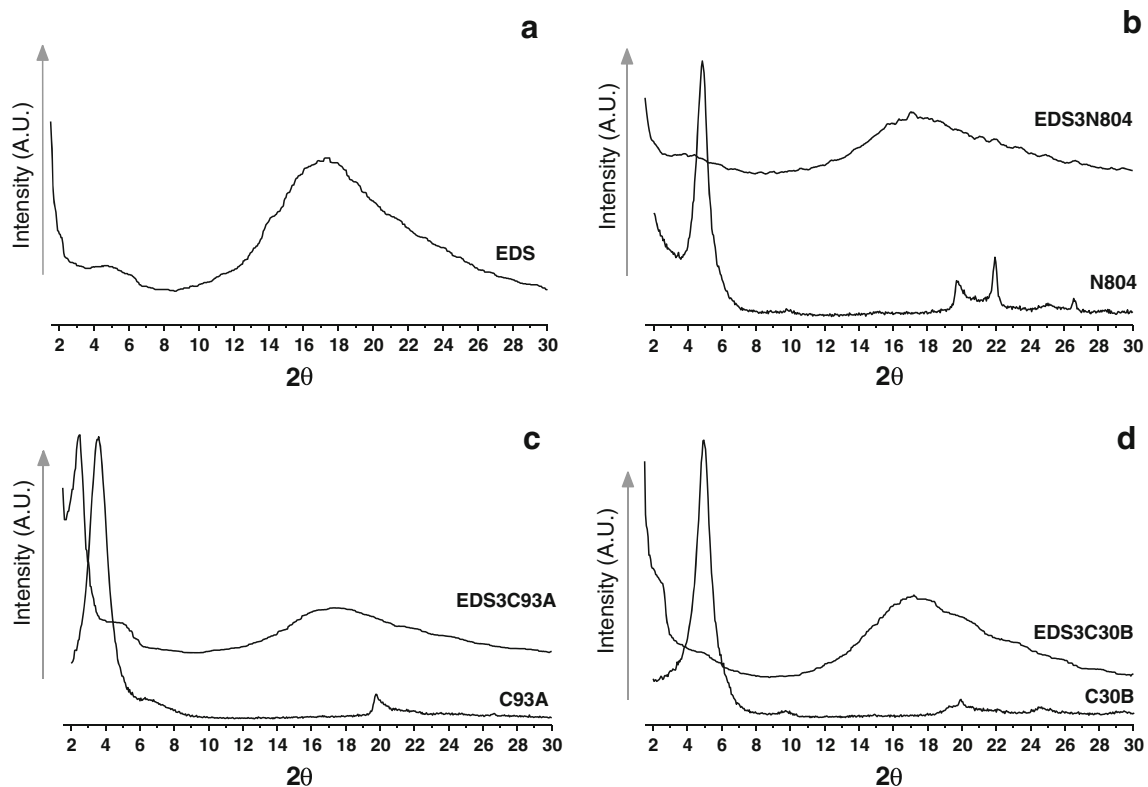 a
Intensity (A.U.)
EDS
2 4 6 8 10 12 14 16 18 20 22 24 26 28 30
2θ
b
Intensity (A.U.)
EDS3N804
N804
2 4 6 8 10 12 14 16 18 20 22 24 26 28 30
2θ
c
Intensity (A.U.)
EDS3C93A
C93A
2 4 6 8 10 12 14 16 18 20 22 24 26 28 30
2θ
d
Intensity (A.U.)
EDS3C30B
C30B
2 4 6 8 10 12 14 16 18 20 22 24 26 28 30
2θ